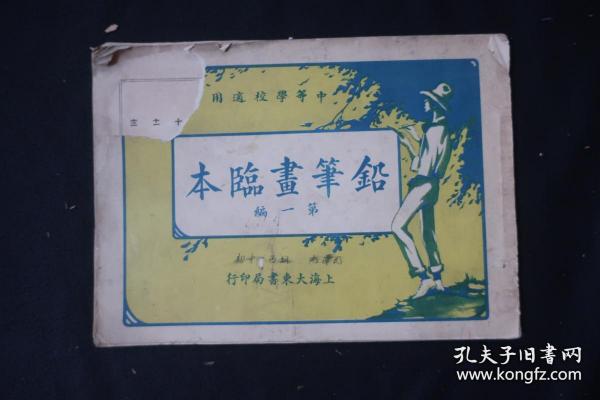 中等學校適用
鉛筆畫臨本
第一編
上海大東書局印行
孔夫子旧書网
www.kongfz.com